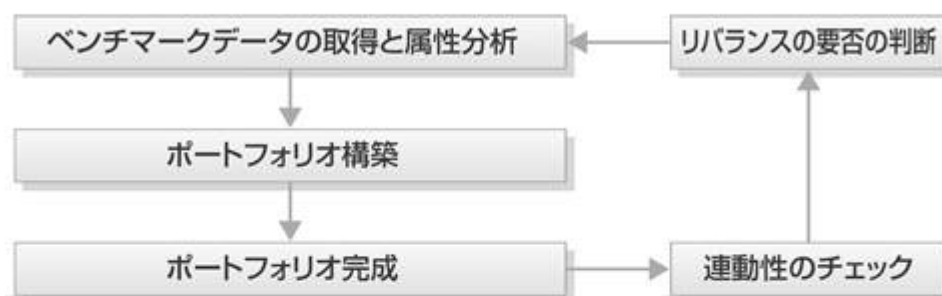 ベンチマークデータの取得と属性分析
リバランスの要否の判断
ポートフォリオ構築
ポートフォリオ完成
連動性のチェック